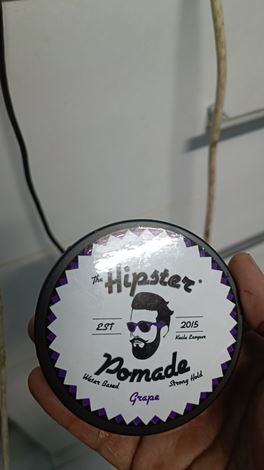 The Hipster
EST 2015
Kuala Lumpur
Pomade
Water Based Strong Hold
Grape